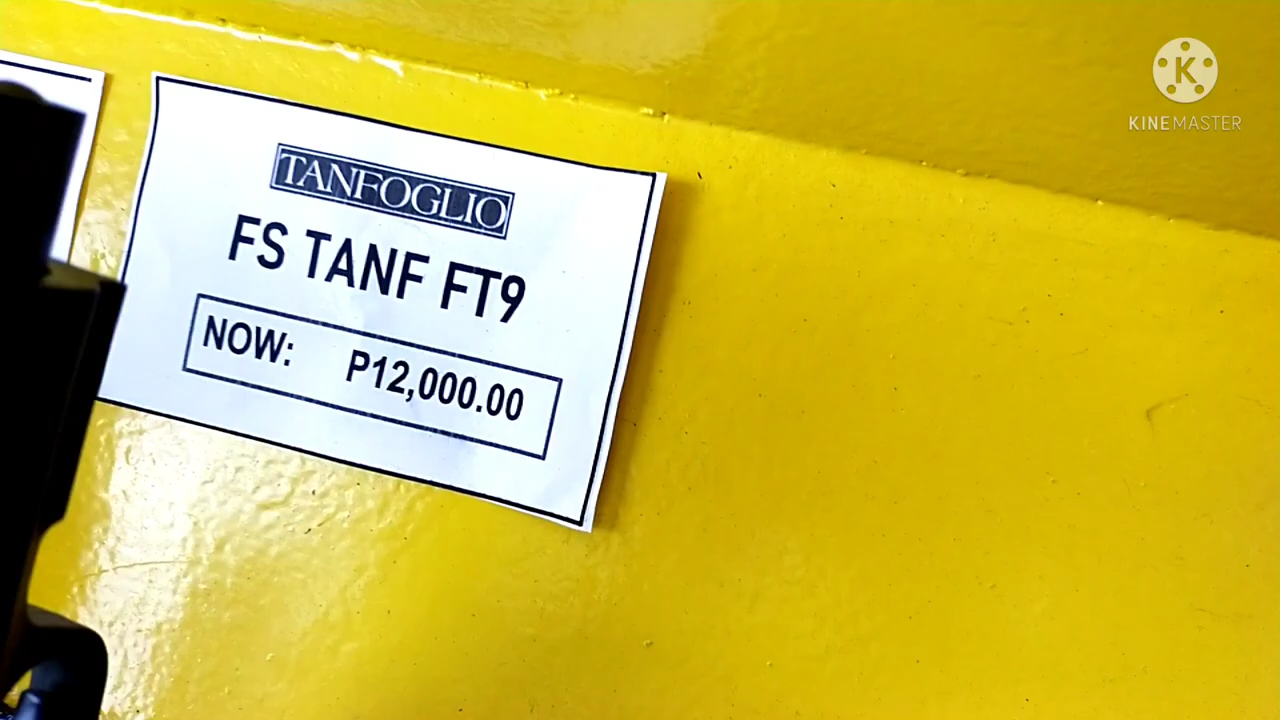 TANFOGLIO
FS TANF FT9
NOW: P12,000.00
K
KINEMASTER